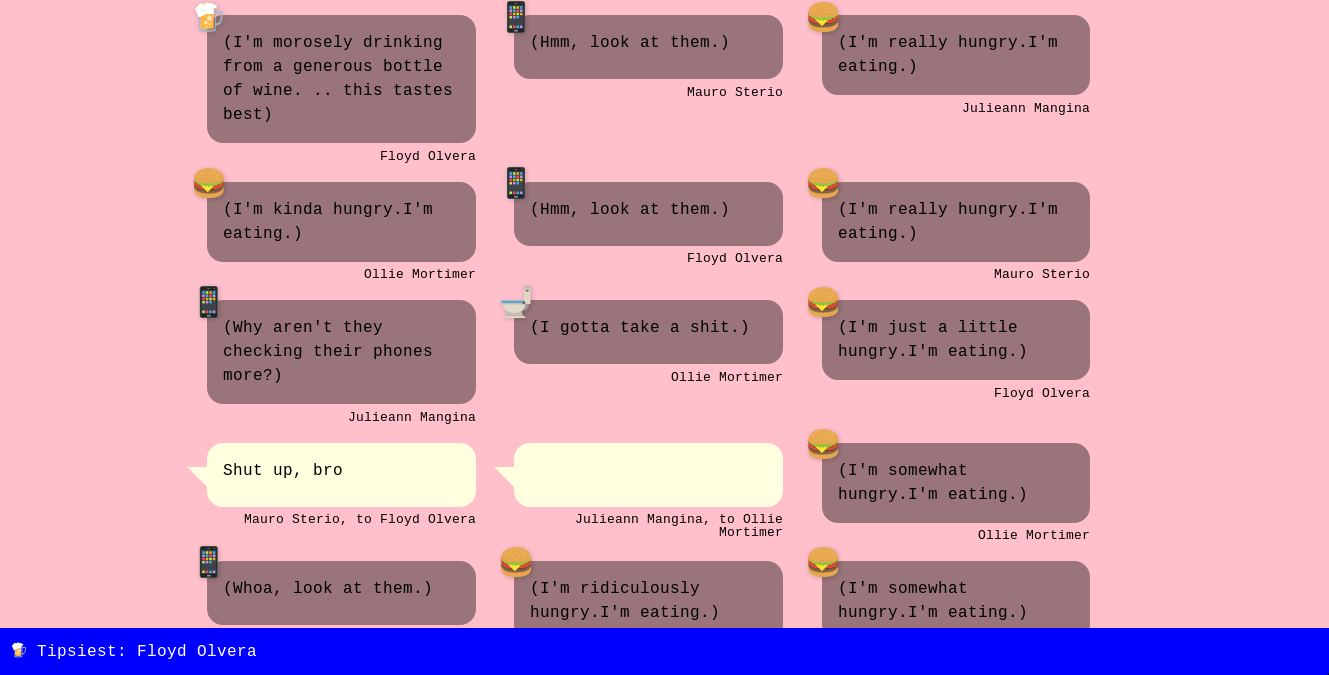 (I'm morosely drinking
from a generous bottle
of wine. .. this tastes
best)
Floyd Olvera
(Hmm, look at them.)
Mauro Sterio
(I'm really hungry.I'm
eating.)
Julieann Mangina
(I'm kinda hungry.I'm
eating.)
Ollie Mortimer
(Hmm, look at them.)
Floyd Olvera
(I'm really hungry.I'm
eating.)
Mauro Sterio
(Why aren't they
checking their phones
more?)
Julieann Mangina
(I gotta take a shit.)
Ollie Mortimer
(I'm just a little
hungry.I'm eating.)
Floyd Olvera
Shut up, bro
Mauro Sterio, to Floyd Olvera
Julieann Mangina, to Ollie
Mortimer
(I'm somewhat
hungry.I'm eating.)
Ollie Mortimer
(Whoa, look at them.)
(I'm ridiculously
hungry.I'm eating.)
(I'm somewhat
hungry.I'm eating.)
Tipsiest: Floyd Olvera